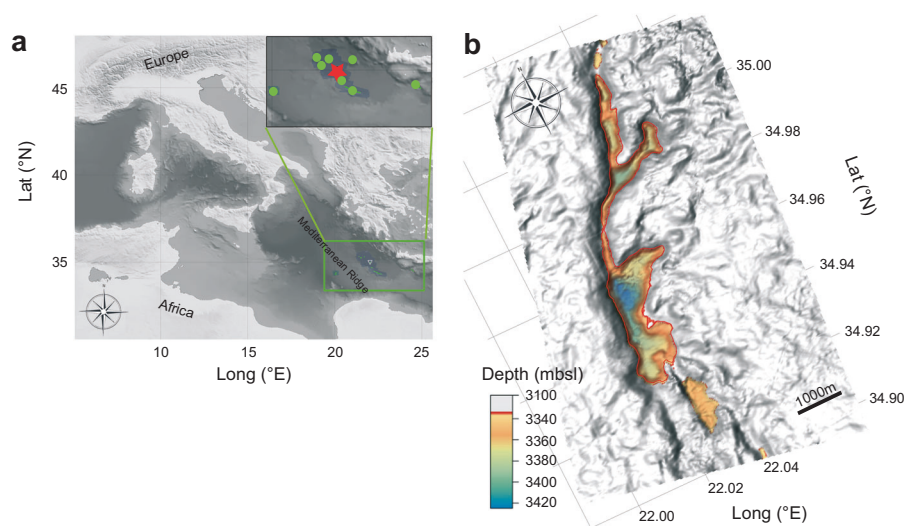 a
Europe
Mediterranean Ridge
Africa
Lat (°N)
45
40
35
10
15
20
25
Long (°E)
b
35.00
34.98
34.96
34.94
34.92
34.90
Lat (°N)
1000m
Depth (mbsl)
3100
3340
3360
3380
3400
3420
22.00
22.02
22.04
Long (°E)